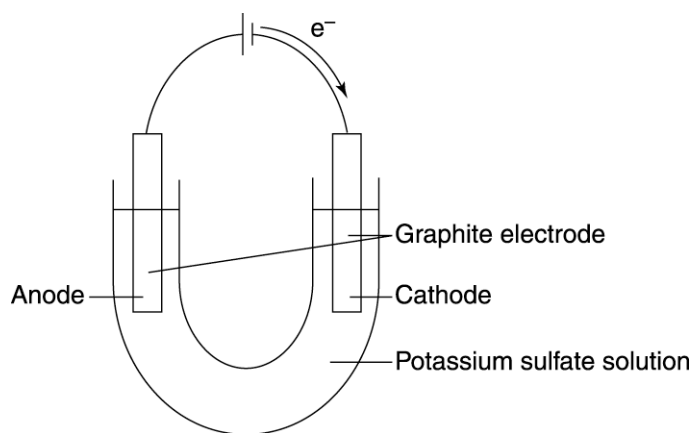 e⁻
Graphite electrode
Anode
Cathode
Potassium sulfate solution